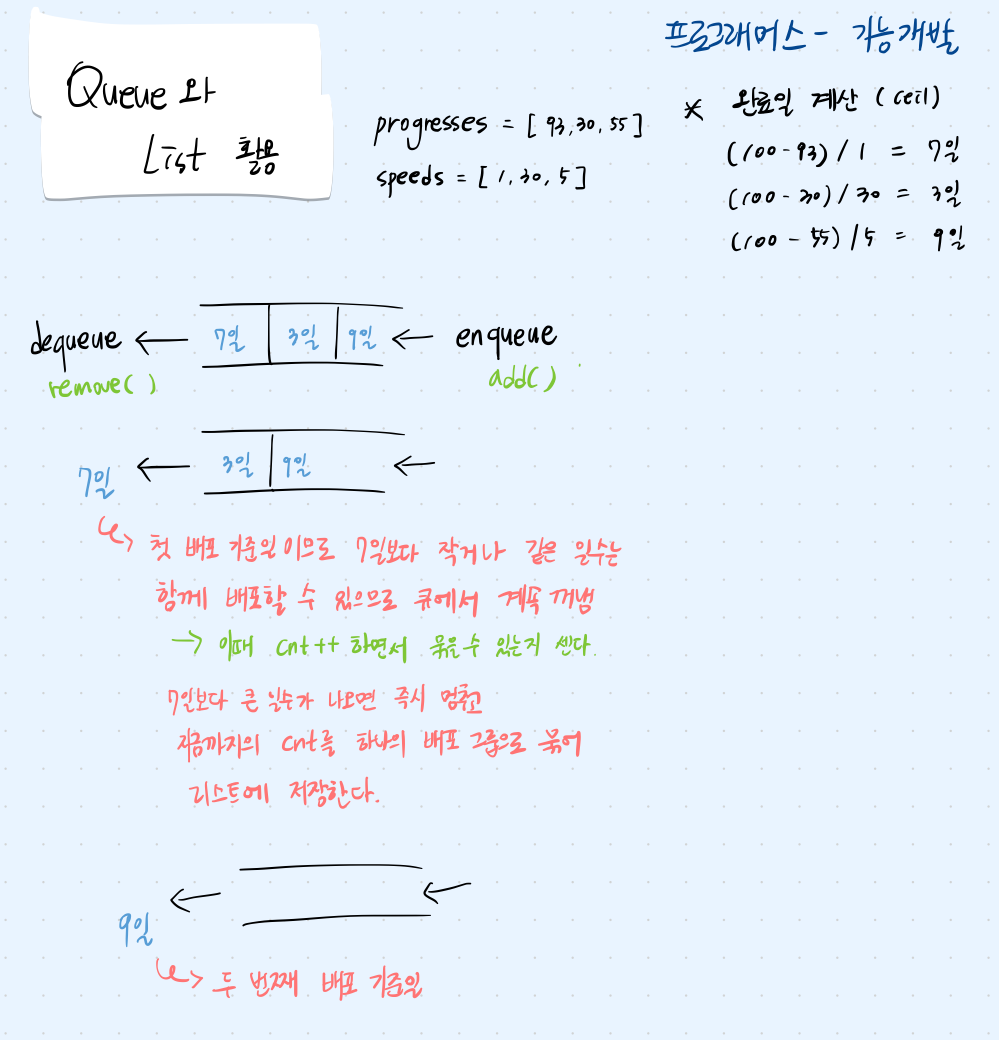 Queue 와
List 활용
프로그래머스 - 기능개발
progresses = [ 93, 30, 55 ]
speeds = [ 1, 30, 5 ]
* 완료일 계산 ( ceil )
(100 - 93) / 1 = 7일
(100 - 30) / 30 = 3일
(100 - 55) / 5 = 9일
dequeue ← 7일 3일 9일 ← enqueue
remove( ) add( )
7일 ← 3일 9일 ←
↳ 첫 배포 기준일 이므로 7일보다 작거나 같은 일수는
함께 배포할 수 있으므로 큐에서 계속 꺼냄
→ 이때 cnt++ 하면서 묶을 수 있는지 센다.
7일보다 큰 일수가 나오면 즉시 멈추고
지금까지의 cnt를 하나의 배포 그룹으로 묶어
리스트에 저장한다.
9일 ← ←
↳ 두 번째 배포 기준일